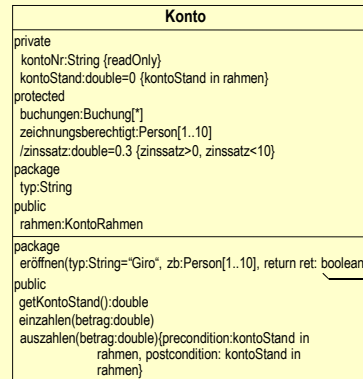 Konto
private
kontoNr:String {readOnly}
kontoStand:double=0 {kontoStand in rahmen}
protected
buchungen:Buchung[*]
zeichnungsberechtigt:Person[1..10]
/zinssatz:double=0.3 {zinssatz>0, zinssatz<10}
package
typ:String
public
rahmen:KontoRahmen
package
eröffnen(typ:String=“Giro“, zb:Person[1..10], return ret: boolean
public
getKontoStand():double
einzahlen(betrag:double)
auszahlen(betrag:double){precondition:kontoStand in
rahmen, postcondition: kontoStand in
rahmen}